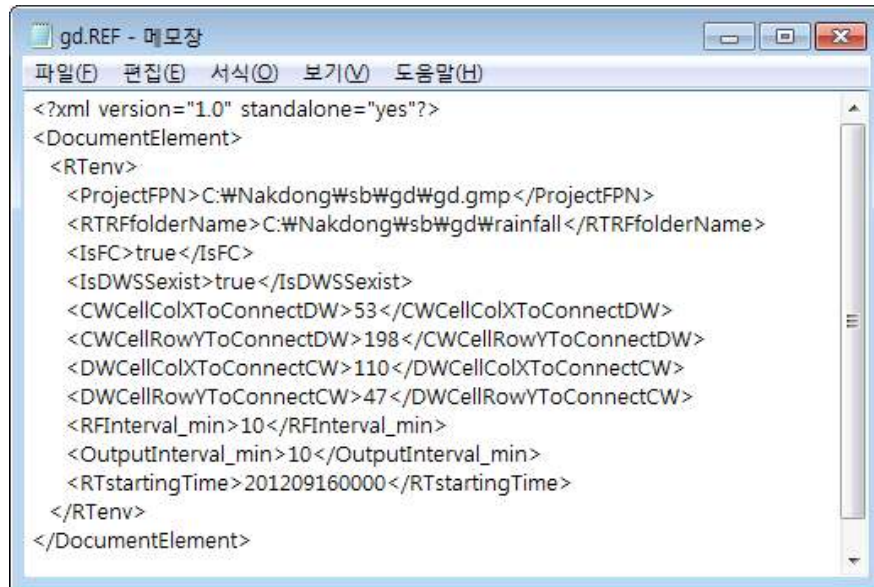 gd.REF - 메모장
파일(F) 편집(E) 서식(O) 보기(V) 도움말(H)
<?xml version="1.0" standalone="yes"?>
<DocumentElement>
  <RTenv>
    <ProjectFPN>C:₩Nakdong₩sb₩gd₩gd.gmp</ProjectFPN>
    <RTRFfolderName>C:₩Nakdong₩sb₩gd₩rainfall</RTRFfolderName>
    <IsFC>true</IsFC>
    <IsDWSSexist>true</IsDWSSexist>
    <CWCellColXToConnectDW>53</CWCellColXToConnectDW>
    <CWCellRowYToConnectDW>198</CWCellRowYToConnectDW>
    <DWCellColXToConnectCW>110</DWCellColXToConnectCW>
    <DWCellRowYToConnectCW>47</DWCellRowYToConnectCW>
    <RFInterval_min>10</RFInterval_min>
    <OutputInterval_min>10</OutputInterval_min>
    <RTstartingTime>201209160000</RTstartingTime>
  </RTenv>
</DocumentElement>